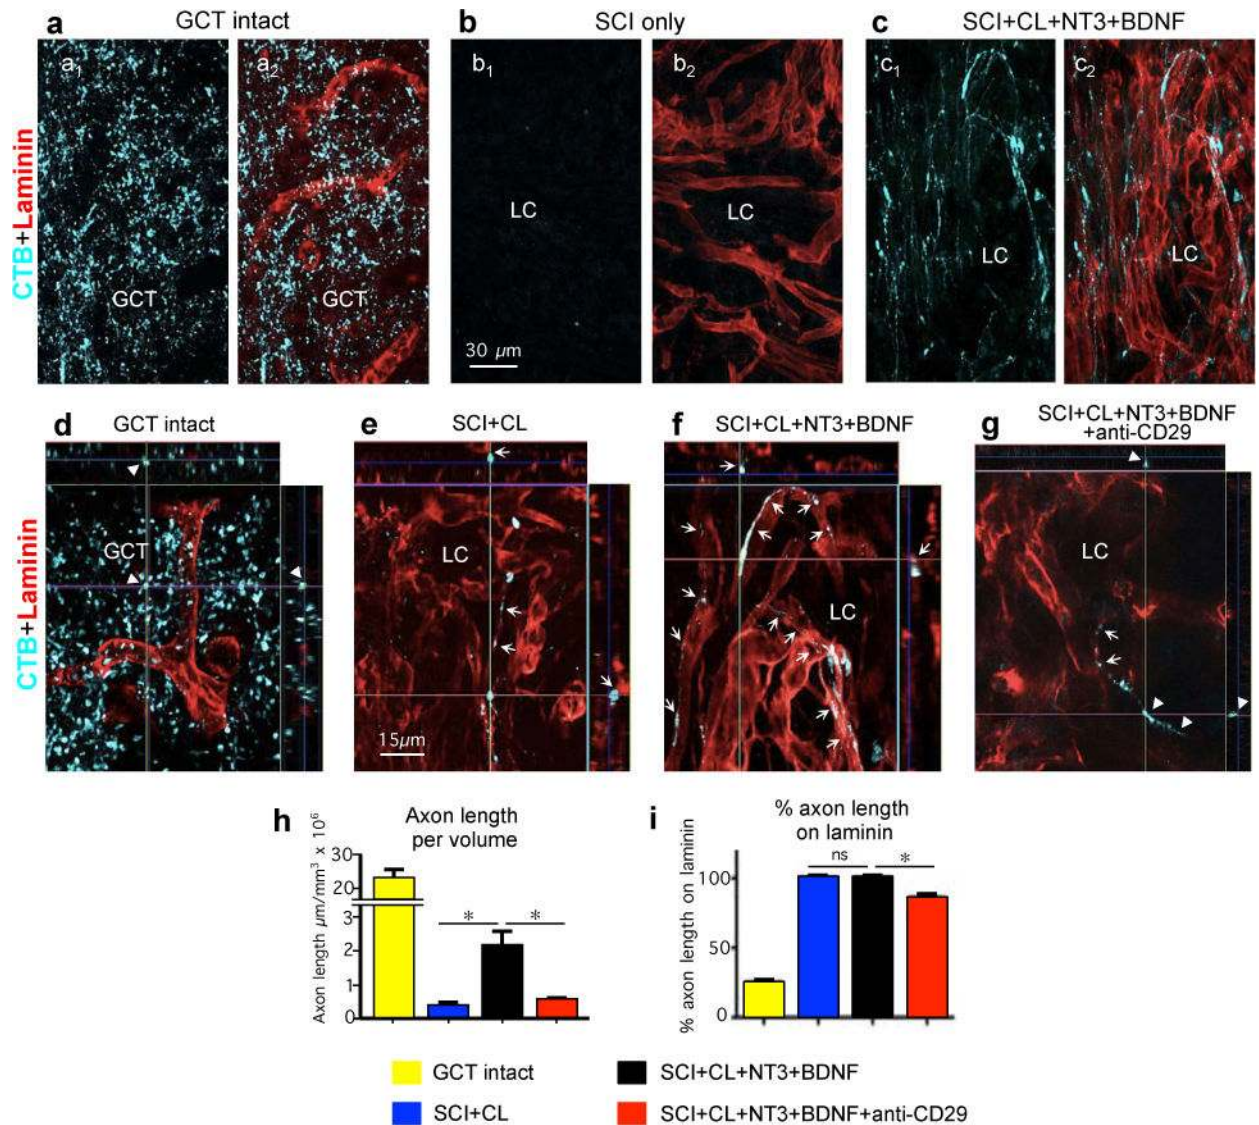 a GCT intact
b SCI only
c SCI+CL+NT3+BDNF
a1
a2
b1
b2
c1
c2
CTB+Laminin
GCT
GCT
LC
LC
LC
LC
30 µm
d GCT intact
e SCI+CL
f SCI+CL+NT3+BDNF
g SCI+CL+NT3+BDNF
+anti-CD29
CTB+Laminin
GCT
LC
LC
LC
15µm
h Axon length
per volume
Axon length µm/mm³ x 10⁶
30
20
3
2
1
0
*
*
i % axon length
on laminin
% axon length on laminin
100
50
0
ns
*
GCT intact
SCI+CL
SCI+CL+NT3+BDNF
SCI+CL+NT3+BDNF+anti-CD29